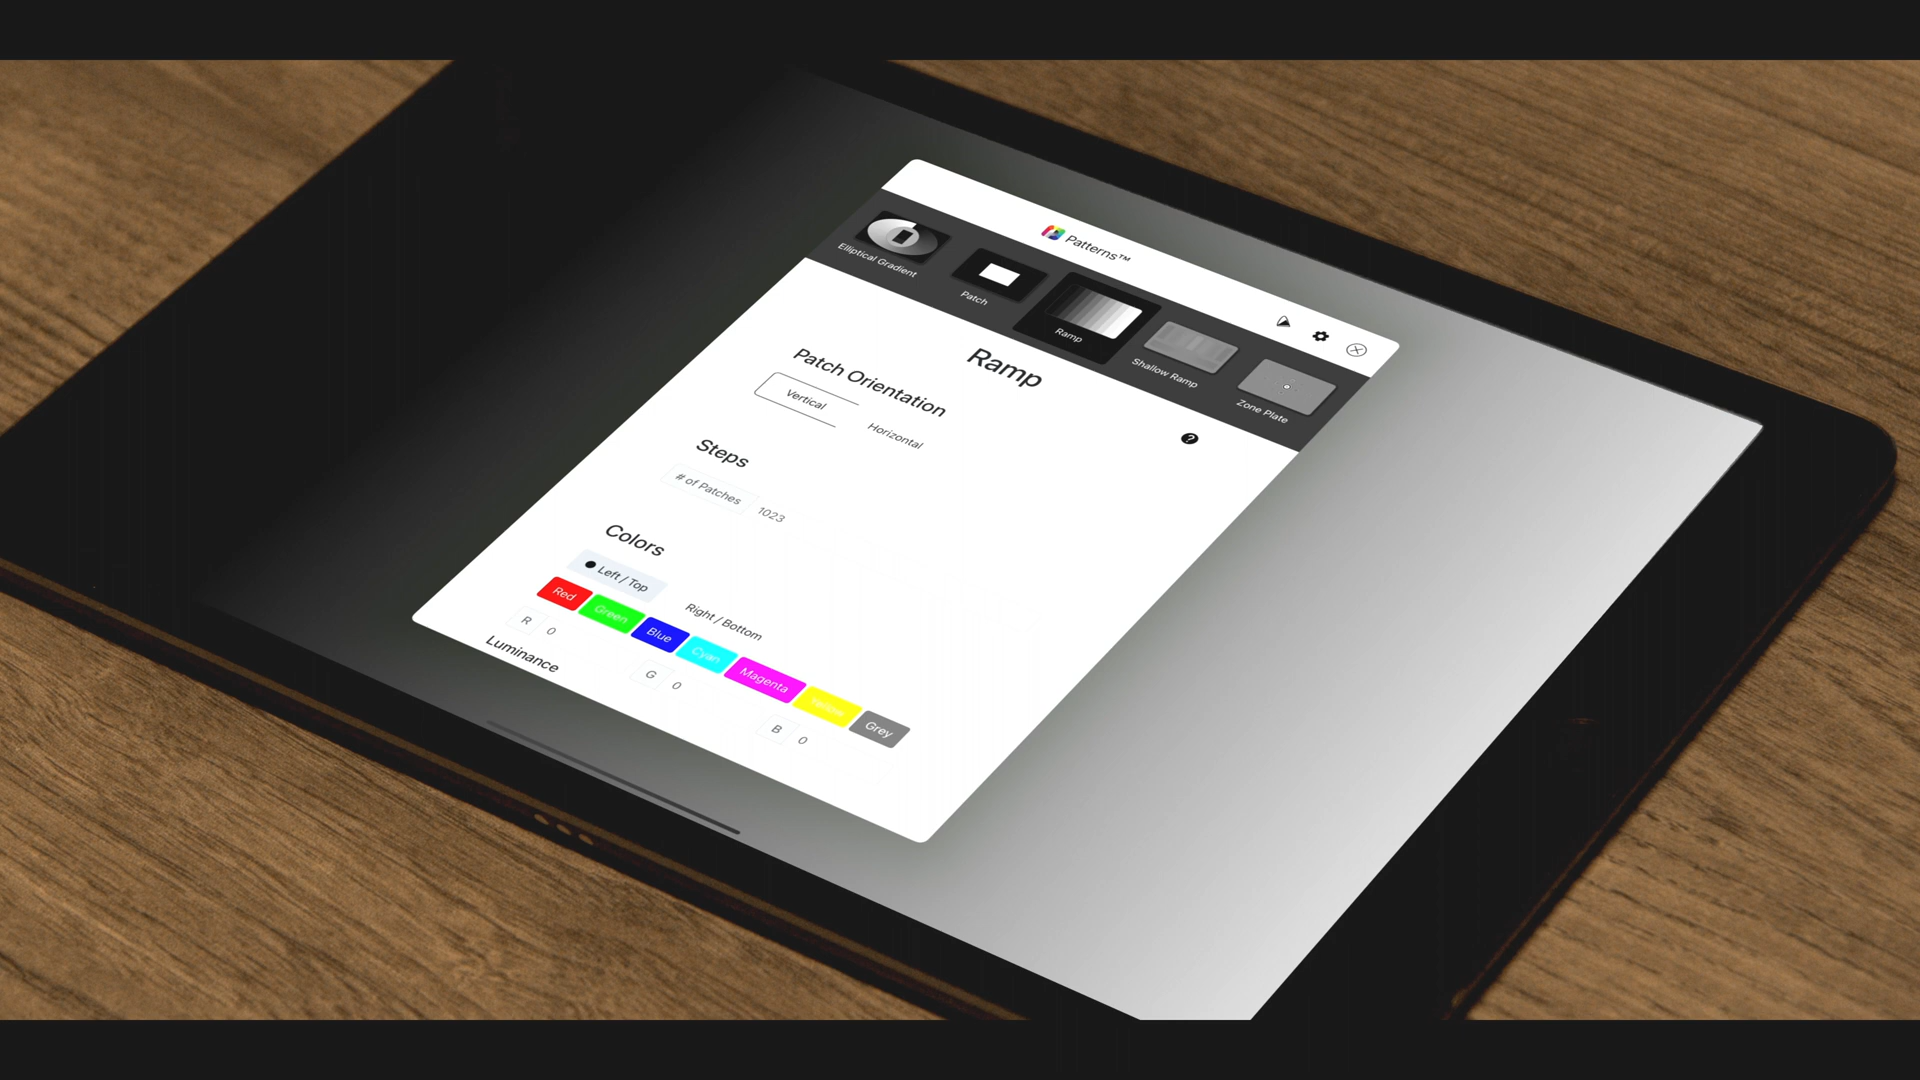 Patterns™
Elliptical Gradient
Patch
Ramp
Shallow Ramp
Zone Plate
Ramp
?
Patch Orientation
Vertical
Horizontal
Steps
# of Patches
1023
Colors
Left / Top
Right / Bottom
Red
Green
Blue
Cyan
Magenta
Yellow
Grey
R 0
G 0
B 0
Luminance